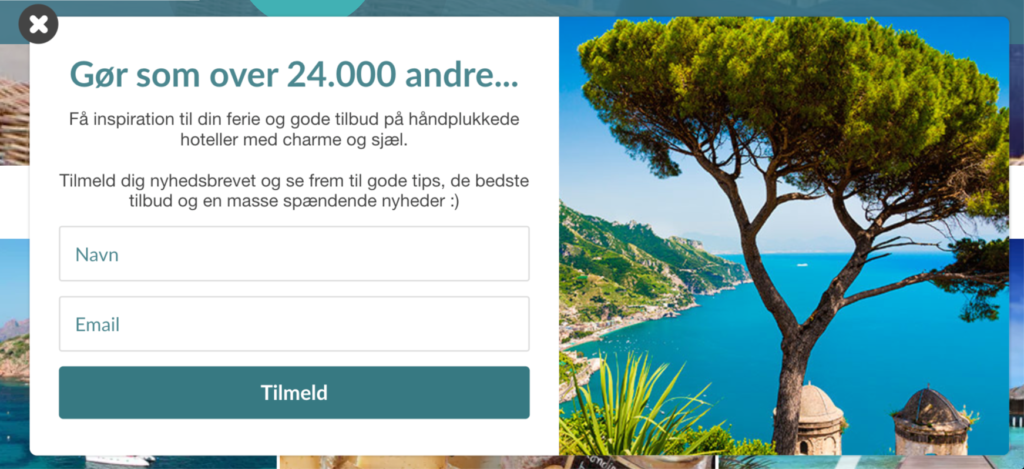 Gør som over 24.000 andre...
Få inspiration til din ferie og gode tilbud på håndplukkede
hoteller med charme og sjæl.
Tilmeld dig nyhedsbrevet og se frem til gode tips, de bedste
tilbud og en masse spændende nyheder :)
Navn
Email
Tilmeld